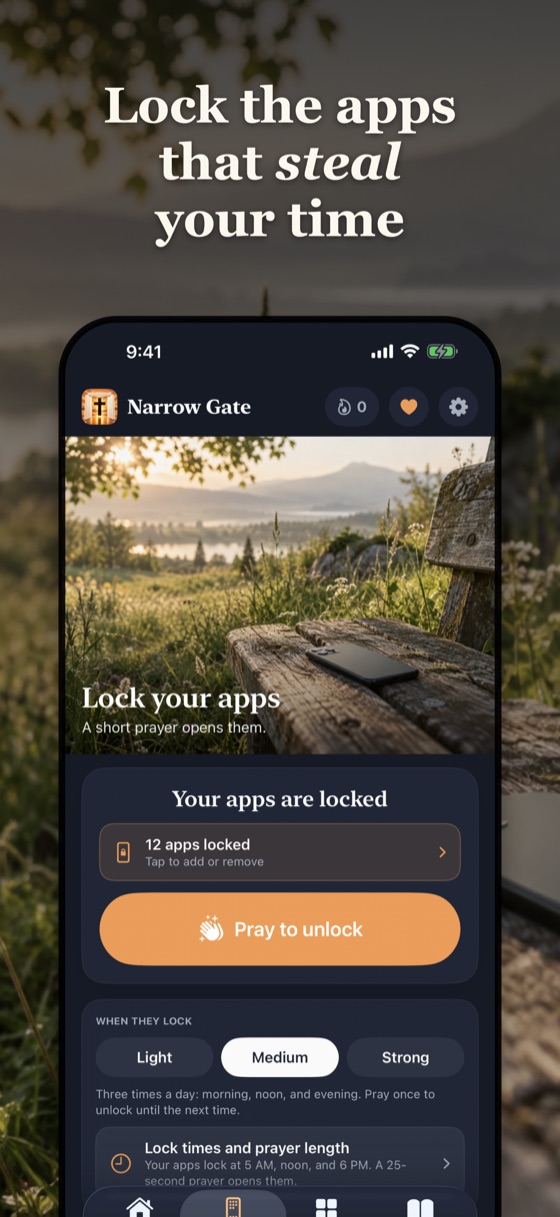 Lock the apps
that steal
your time
9:41
Narrow Gate
0
Lock your apps
A short prayer opens them.
Your apps are locked
12 apps locked
Tap to add or remove
Pray to unlock
WHEN THEY LOCK
Light
Medium
Strong
Three times a day: morning, noon, and evening. Pray once to
unlock until the next time.
Lock times and prayer length
Your apps lock at 5 AM, noon, and 6 PM. A 25-
second prayer opens them.